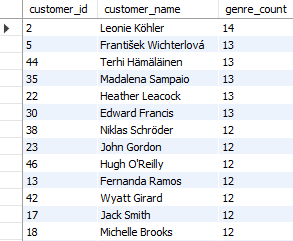 customer_id customer_name genre_count
2 Leonie Köhler 14
5 František Wichterlová 13
44 Terhi Hämäläinen 13
35 Madalena Sampaio 13
22 Heather Leacock 13
30 Edward Francis 13
38 Niklas Schröder 12
23 John Gordon 12
46 Hugh O'Reilly 12
13 Fernanda Ramos 12
42 Wyatt Girard 12
17 Jack Smith 12
18 Michelle Brooks 12